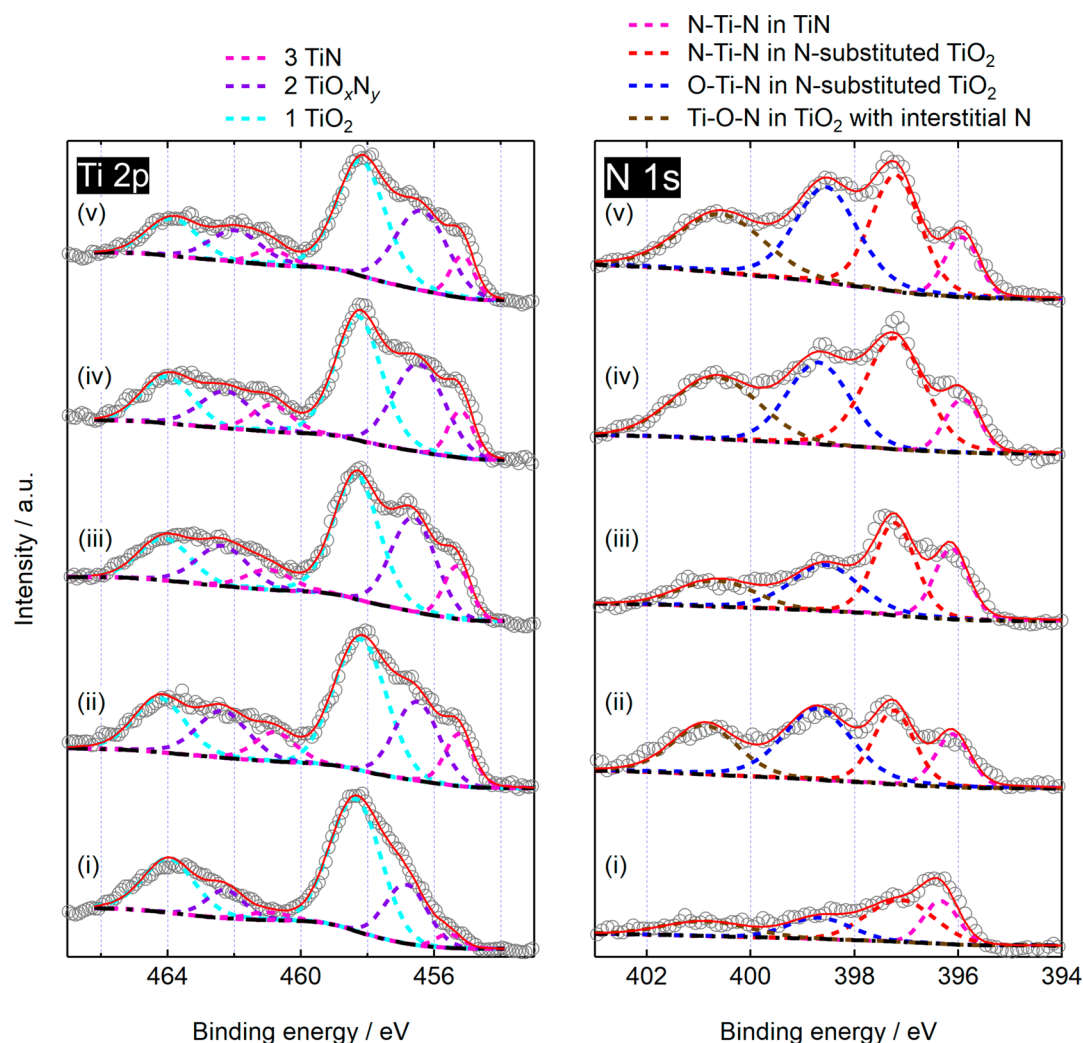 3 TiN
2 TiOxNy
1 TiO2
N-Ti-N in TiN
N-Ti-N in N-substituted TiO2
O-Ti-N in N-substituted TiO2
Ti-O-N in TiO2 with interstitial N
Ti 2p
(v)
(iv)
(iii)
(ii)
(i)
N 1s
(v)
(iv)
(iii)
(ii)
(i)
Intensity / a.u.
464 460 456
402 400 398 396 394
Binding energy / eV
Binding energy / eV